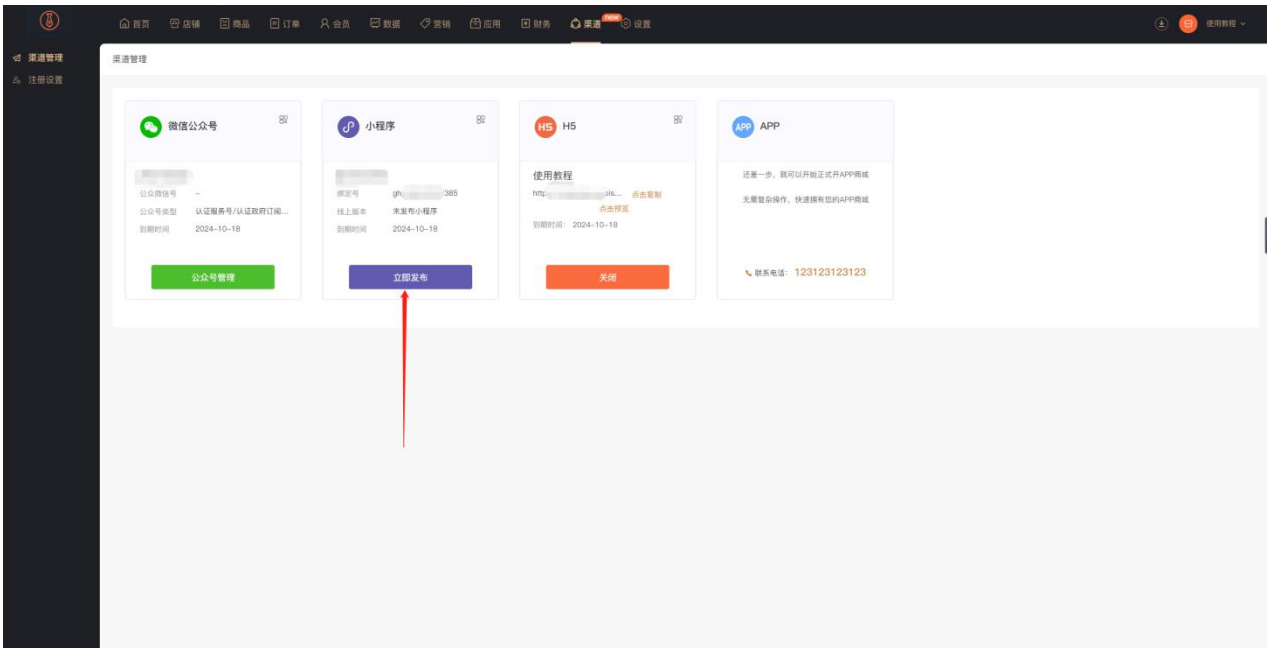 首页 店铺 商品 订单 会员 数据 营销 应用 财务 渠道 new 设置 使用教程
渠道管理
注册设置
渠道管理
微信公众号
公众微信号 –
公众号类型 认证服务号/认证政府订阅...
到期时间 2024-10-18
公众号管理
小程序
绑定号 gh 385
线上版本 未发布小程序
到期时间 2024-10-18
立即发布
H5 H5
使用教程
http els... 点击复制
点击预览
到期时间: 2024-10-18
关闭
APP APP
还差一步,就可以开始正式开APP商城
无需复杂操作,快速拥有您的APP商城
联系电话: 123123123123